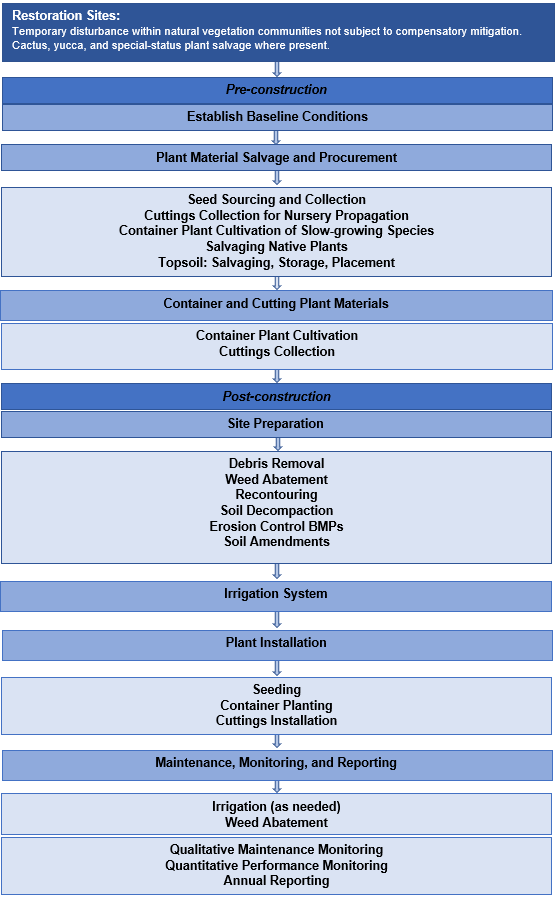 Restoration Sites:
Temporary disturbance within natural vegetation communities not subject to compensatory mitigation.
Cactus, yucca, and special-status plant salvage where present.
Pre-construction
Establish Baseline Conditions
Plant Material Salvage and Procurement
Seed Sourcing and Collection
Cuttings Collection for Nursery Propagation
Container Plant Cultivation of Slow-growing Species
Salvaging Native Plants
Topsoil: Salvaging, Storage, Placement
Container and Cutting Plant Materials
Container Plant Cultivation
Cuttings Collection
Post-construction
Site Preparation
Debris Removal
Weed Abatement
Recontouring
Soil Decompaction
Erosion Control BMPs
Soil Amendments
Irrigation System
Plant Installation
Seeding
Container Planting
Cuttings Installation
Maintenance, Monitoring, and Reporting
Irrigation (as needed)
Weed Abatement
Qualitative Maintenance Monitoring
Quantitative Performance Monitoring
Annual Reporting